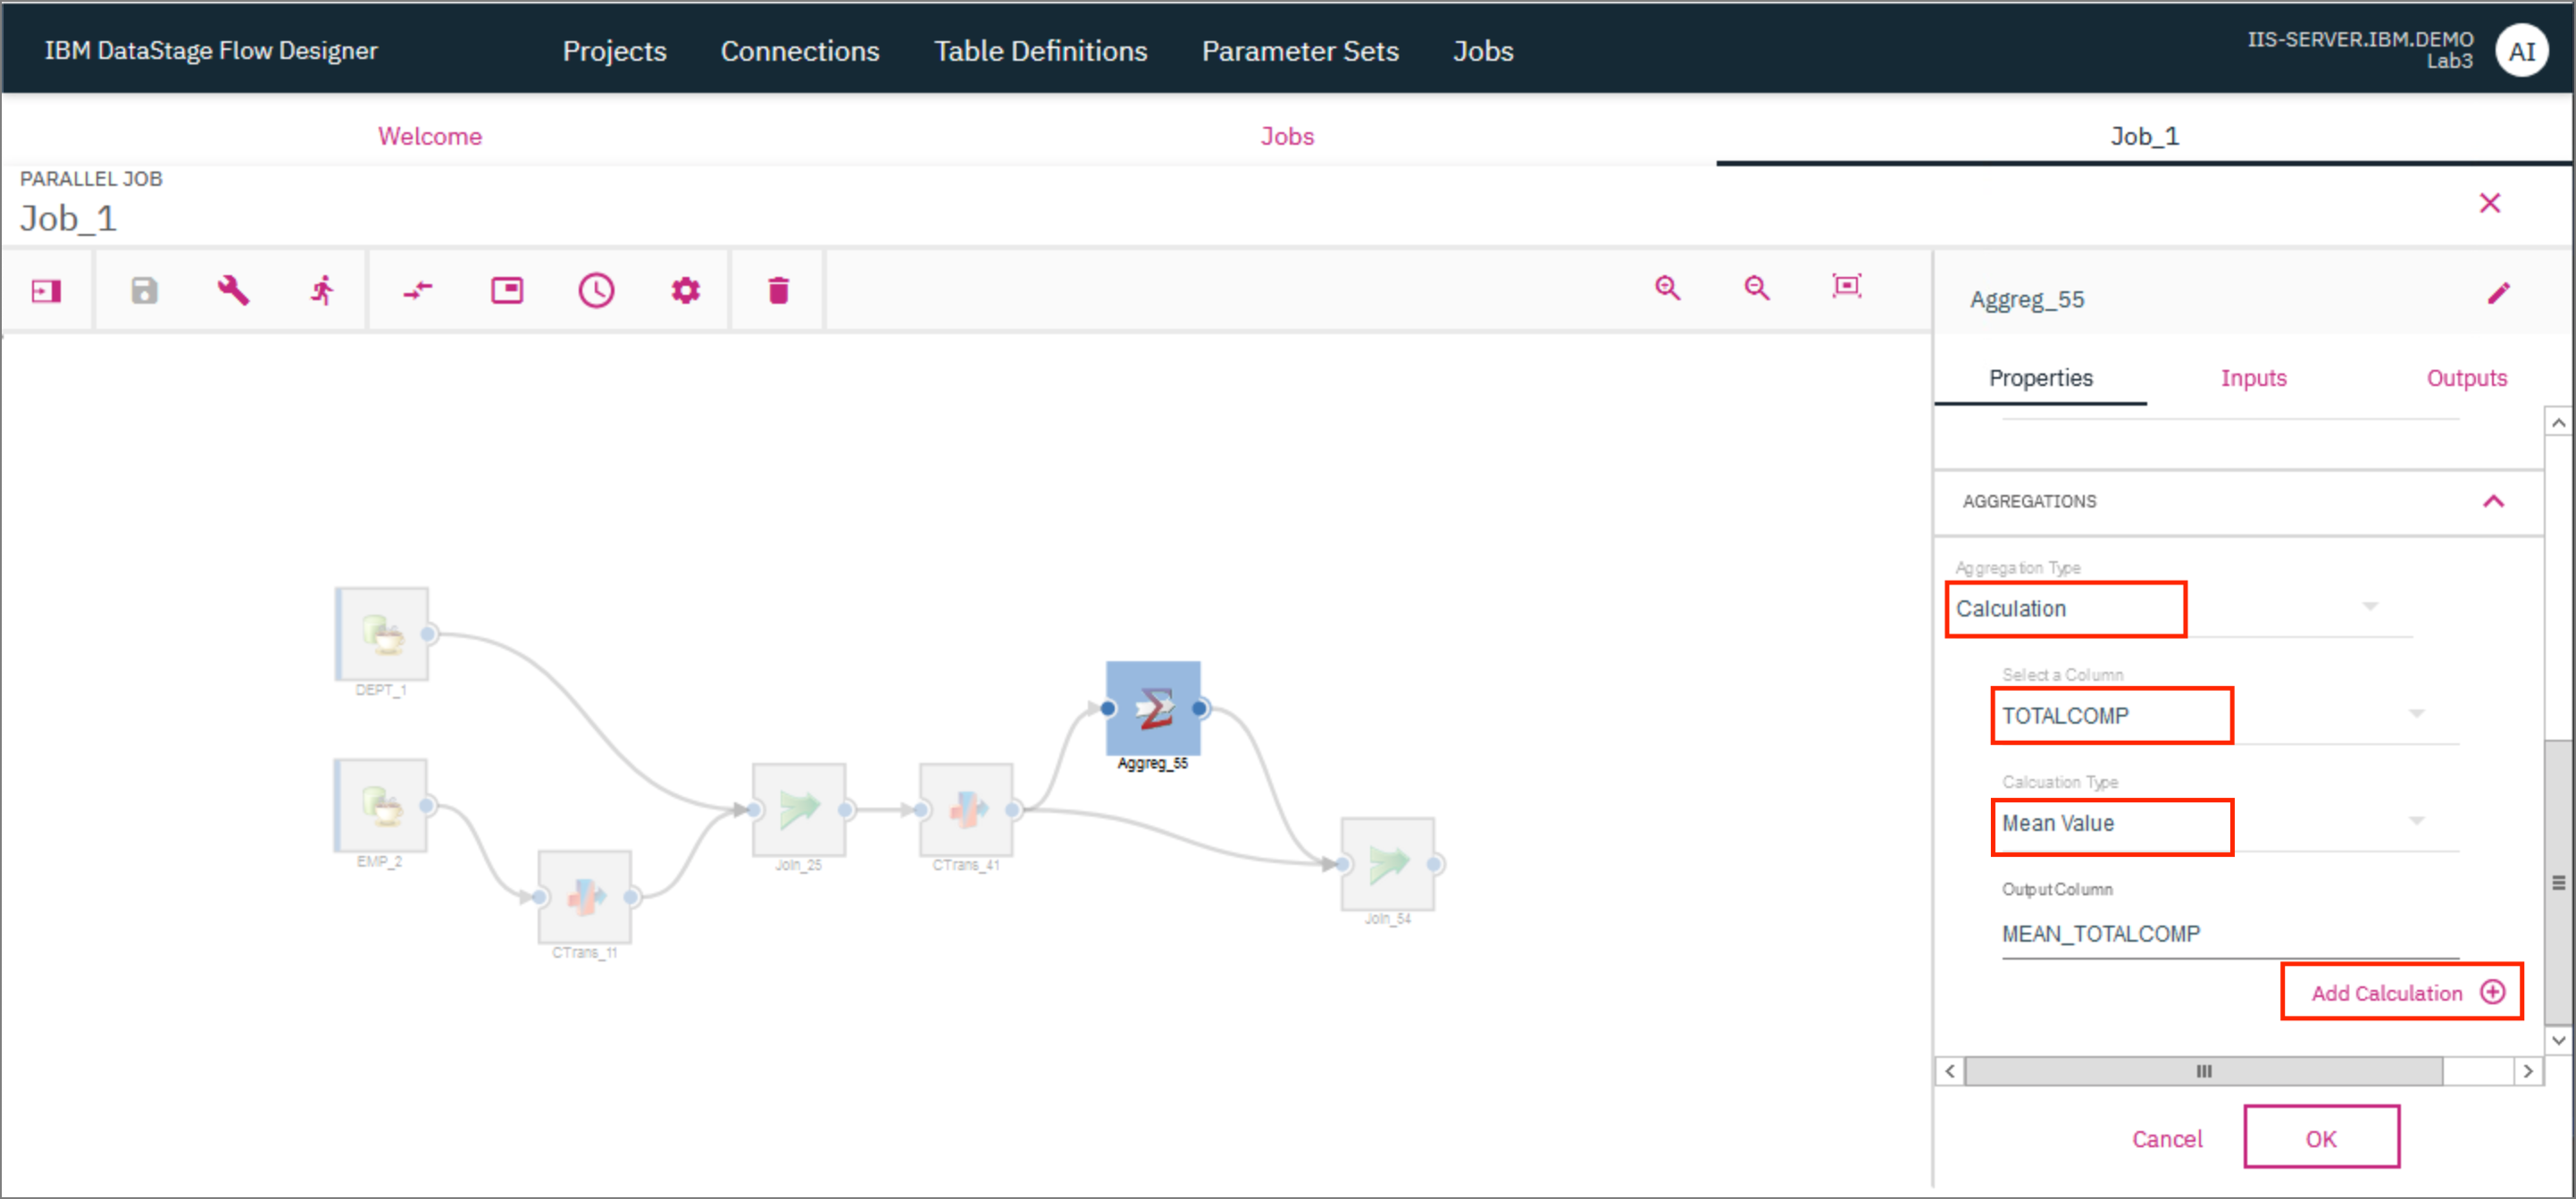 IBM DataStage Flow Designer
Projects
Connections
Table Definitions
Parameter Sets
Jobs
IIS-SERVER.IBM.DEMO
Lab3
AI
Welcome
Jobs
Job_1
PARALLEL JOB
Job_1
Aggreg_55
Properties
Inputs
Outputs
AGGREGATIONS
Aggregation Type
Calculation
Select a Column
TOTALCOMP
Calcuation Type
Mean Value
Output Column
MEAN_TOTALCOMP
Add Calculation
Cancel
OK
DEPT_1
EMP_2
CTrans_11
Join_25
CTrans_41
Aggreg_55
Join_54